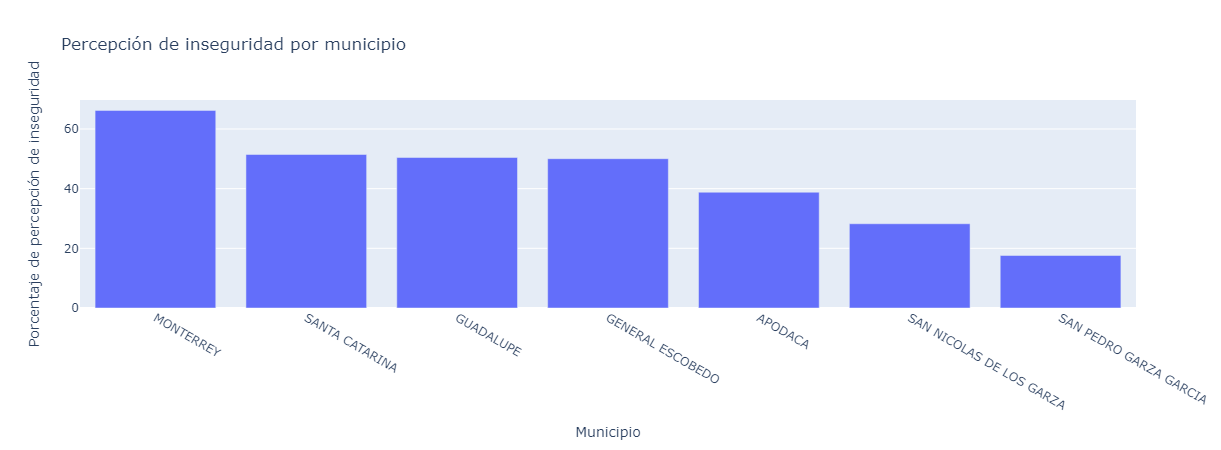 Percepción de inseguridad por municipio
Porcentaje de percepción de inseguridad
60
40
20
0
MONTERREY
SANTA CATARINA
GUADALUPE
GENERAL ESCOBEDO
APODACA
SAN NICOLAS DE LOS GARZA
SAN PEDRO GARZA GARCIA
Municipio